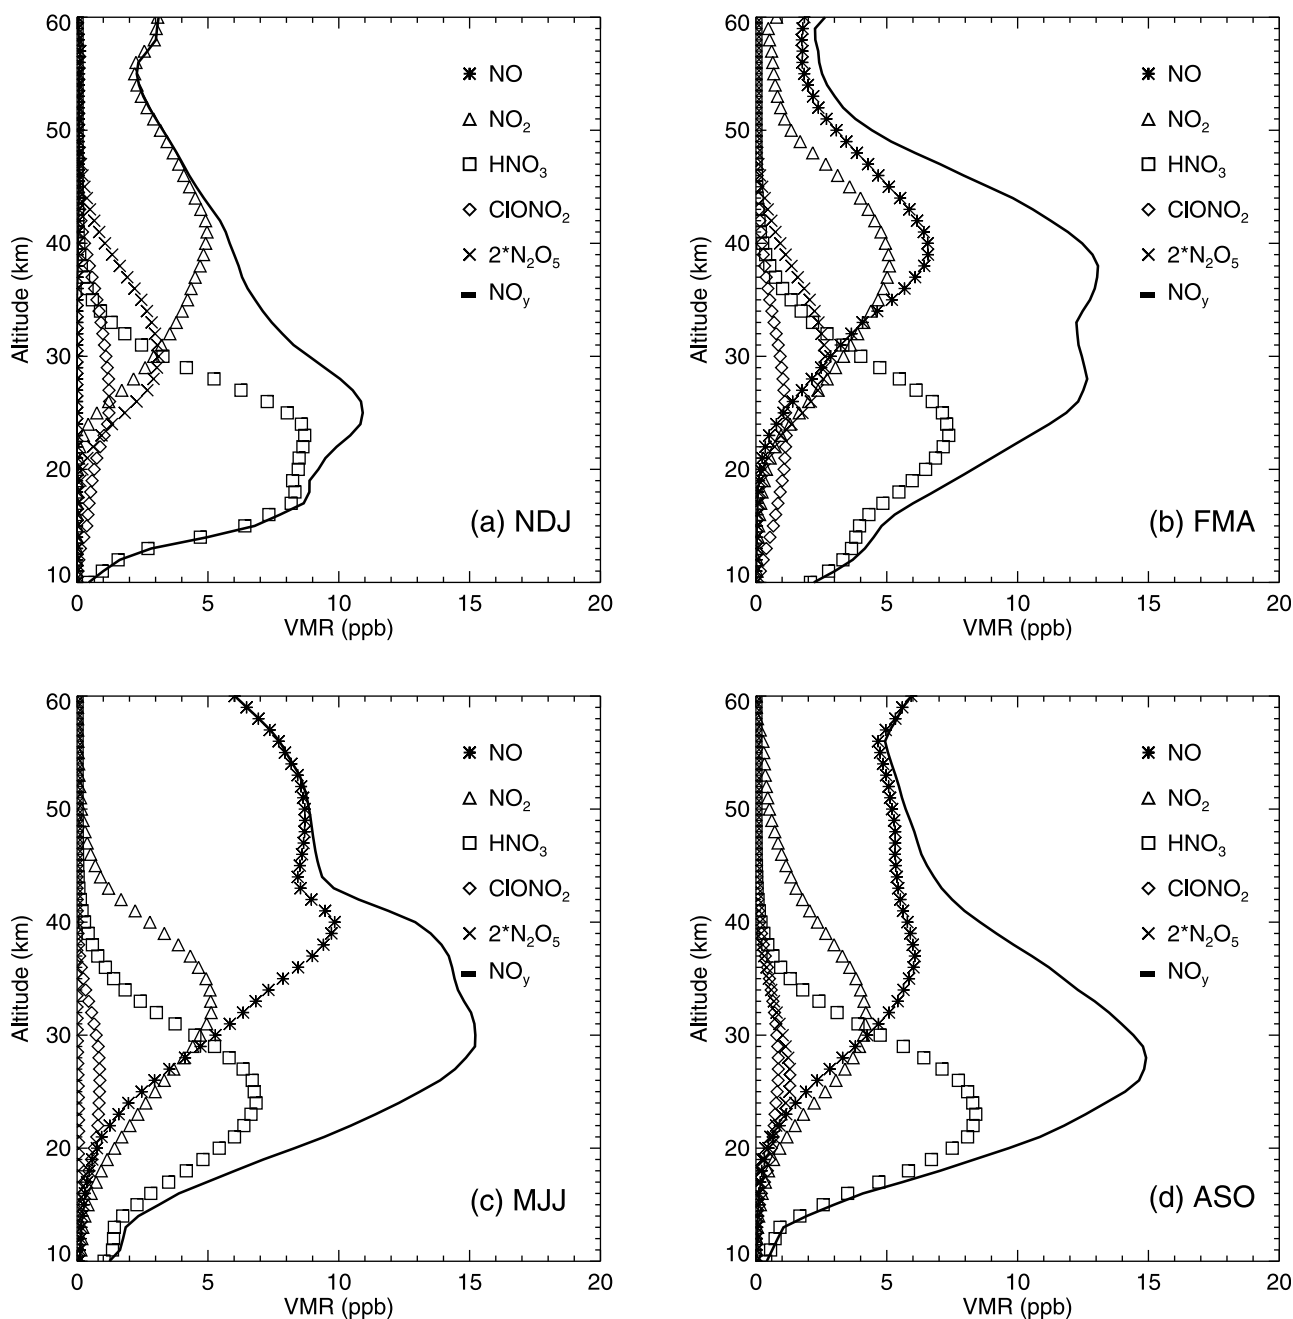 60
50
40
30
20
10
Altitude (km)
NO
NO2
HNO3
ClONO2
2*N2O5
NOy
(a) NDJ
0 5 10 15 20
VMR (ppb)
60
50
40
30
20
10
Altitude (km)
NO
NO2
HNO3
ClONO2
2*N2O5
NOy
(b) FMA
0 5 10 15 20
VMR (ppb)
60
50
40
30
20
10
Altitude (km)
NO
NO2
HNO3
ClONO2
2*N2O5
NOy
(c) MJJ
0 5 10 15 20
VMR (ppb)
60
50
40
30
20
10
Altitude (km)
NO
NO2
HNO3
ClONO2
2*N2O5
NOy
(d) ASO
0 5 10 15 20
VMR (ppb)